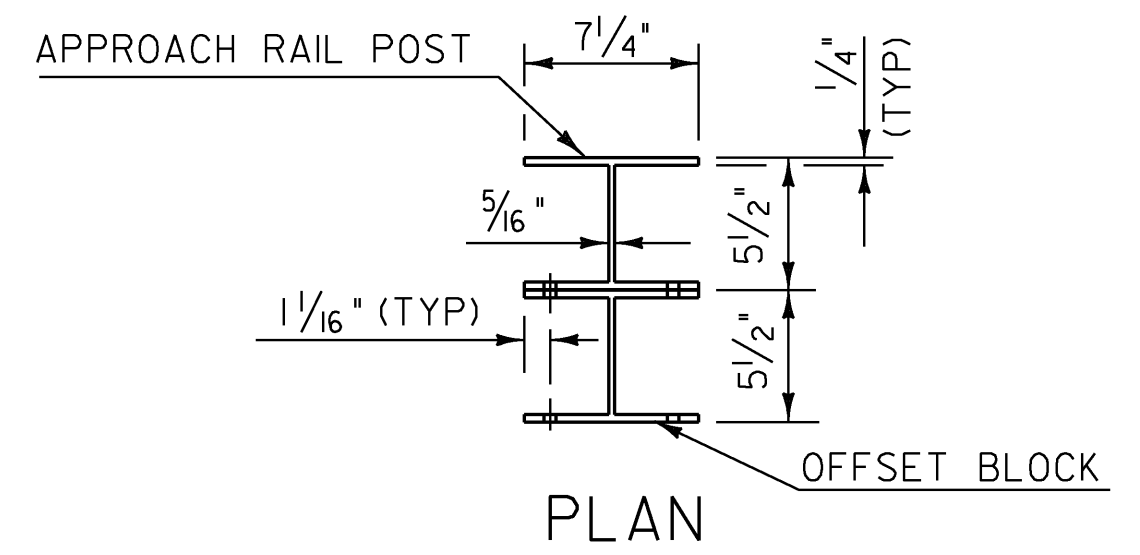 APPROACH RAIL POST
7 1/4"
1/4"
(TYP)
5/16"
5 1/2"
1 1/16" (TYP)
5 1/2"
OFFSET BLOCK
PLAN